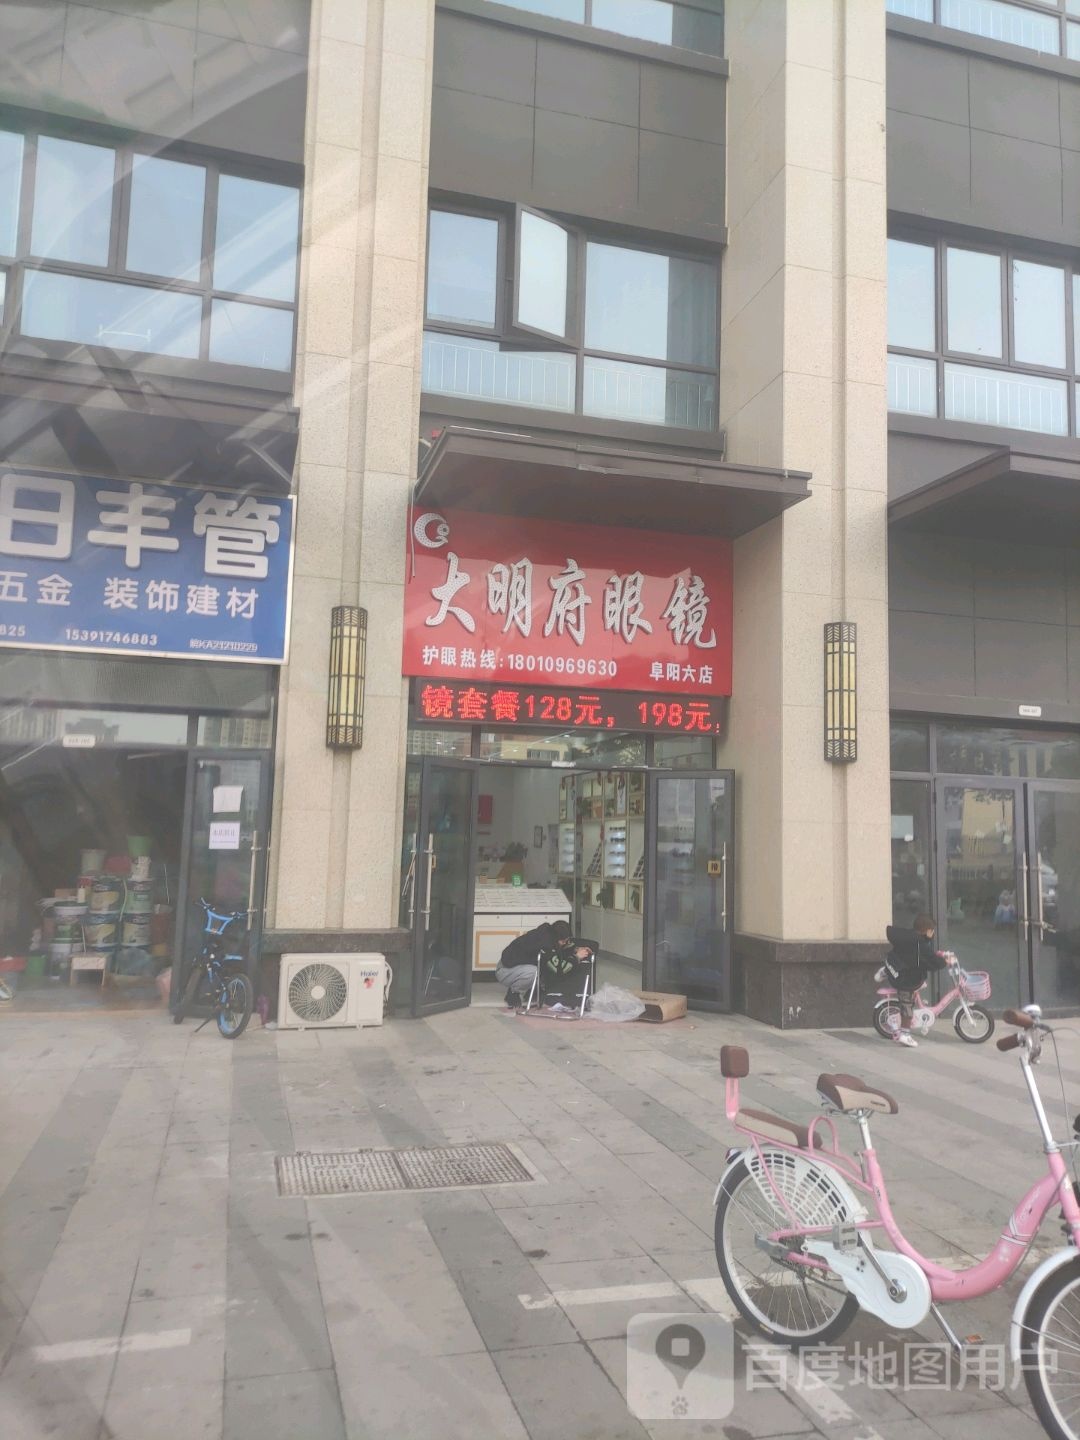 日丰管
五金 装饰建材
825 15391746883
大明府眼镜
护眼热线:18010969630 阜阳六店
镜套餐128元，198元
Haier
百度地图用户